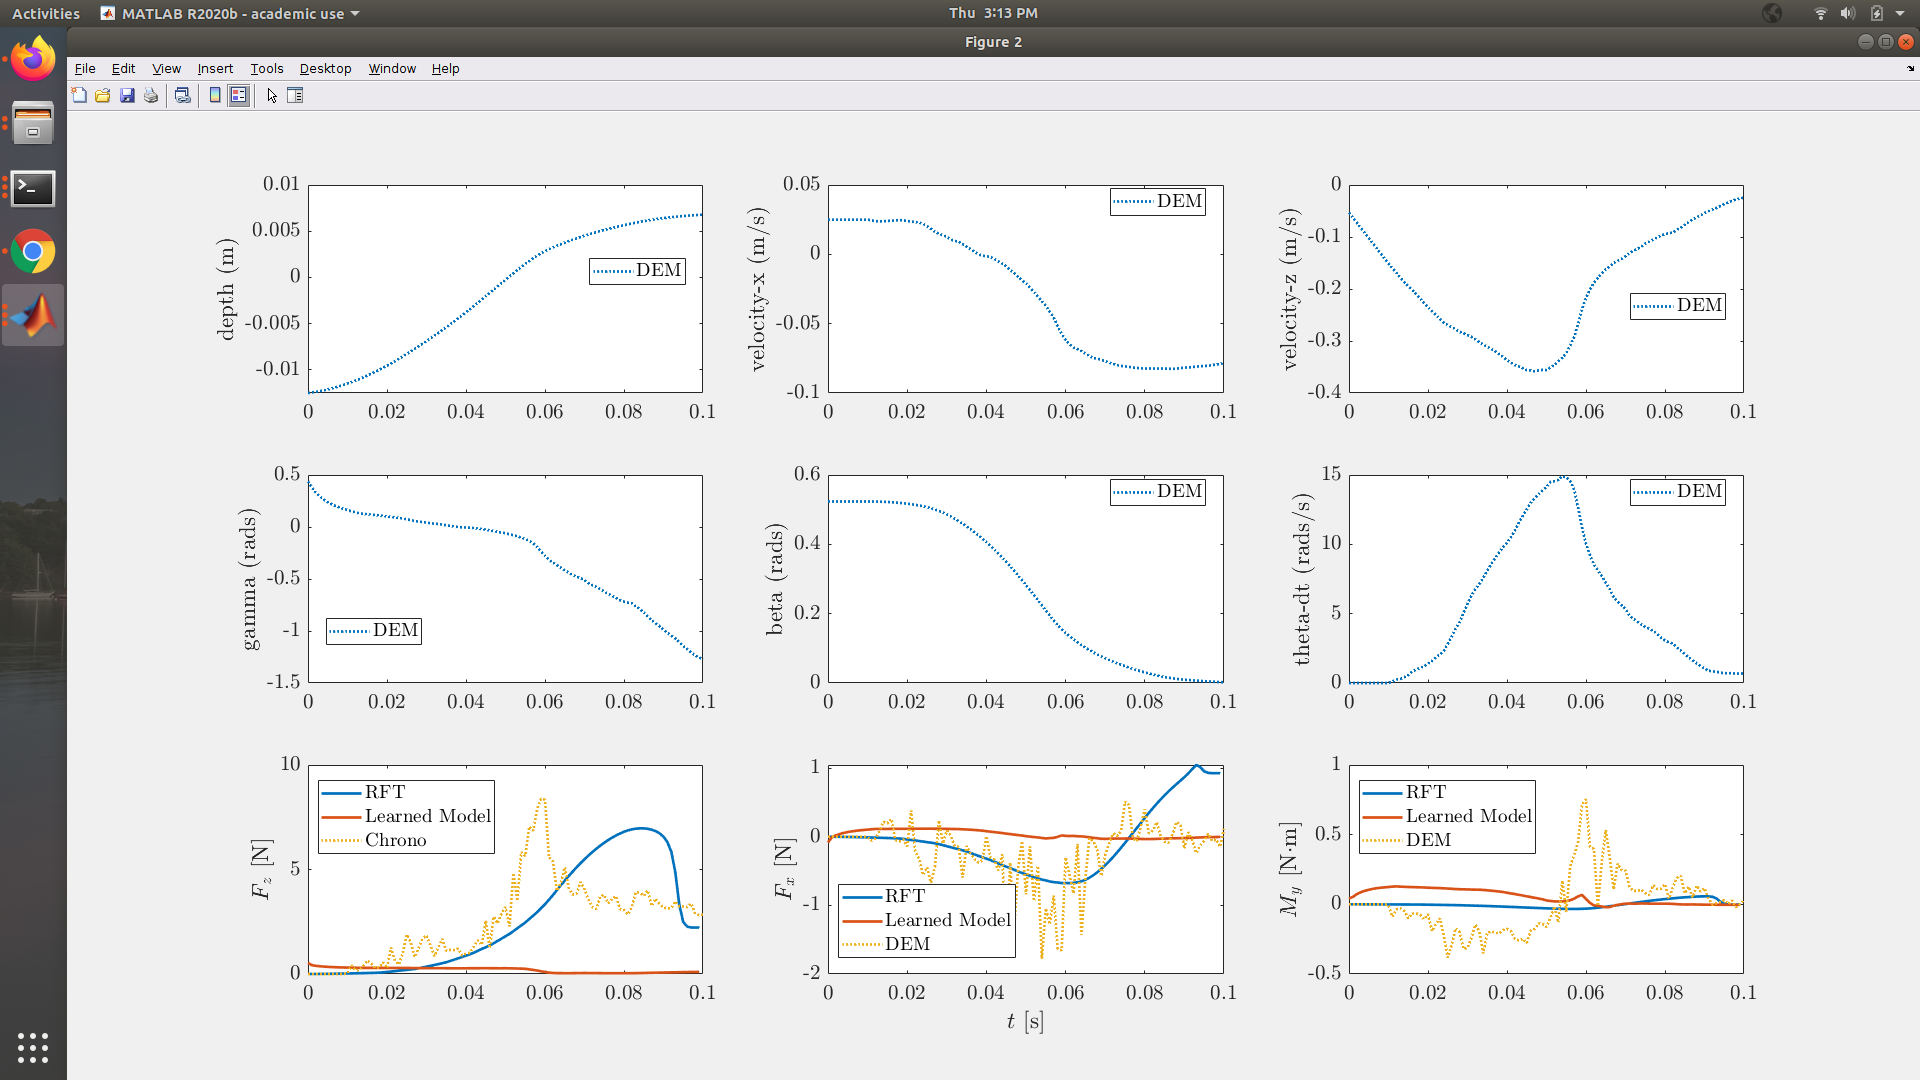 Activities MATLAB R2020b - academic use Thu 3:13 PM
Figure 2
File Edit View Insert Tools Desktop Window Help
depth (m)
0.01
0.005
0
-0.005
-0.01
0 0.02 0.04 0.06 0.08 0.1
DEM
velocity-x (m/s)
0.05
0
-0.05
-0.1
0 0.02 0.04 0.06 0.08 0.1
DEM
velocity-z (m/s)
0
-0.1
-0.2
-0.3
-0.4
0 0.02 0.04 0.06 0.08 0.1
DEM
gamma (rads)
0.5
0
-0.5
-1
-1.5
0 0.02 0.04 0.06 0.08 0.1
DEM
beta (rads)
0.6
0.4
0.2
0
0 0.02 0.04 0.06 0.08 0.1
DEM
theta-dt (rads/s)
15
10
5
0
0 0.02 0.04 0.06 0.08 0.1
DEM
F_z [N]
10
5
0
0 0.02 0.04 0.06 0.08 0.1
RFT
Learned Model
Chrono
F_x [N]
1
0
-1
-2
0 0.02 0.04 0.06 0.08 0.1
RFT
Learned Model
DEM
t [s]
M_y [N·m]
1
0.5
0
-0.5
0 0.02 0.04 0.06 0.08 0.1
RFT
Learned Model
DEM